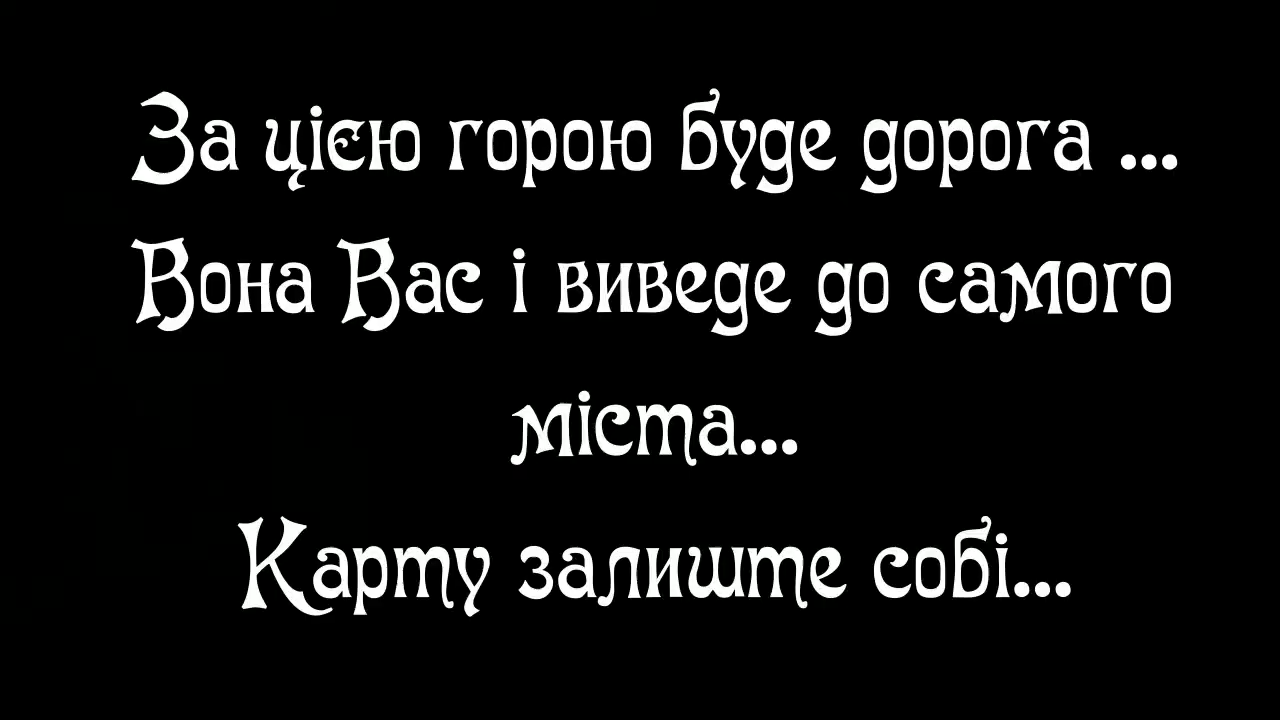 За цією горою буде дорога ...
Вона Вас і виведе до самого
міста...
Карту залиште собі...